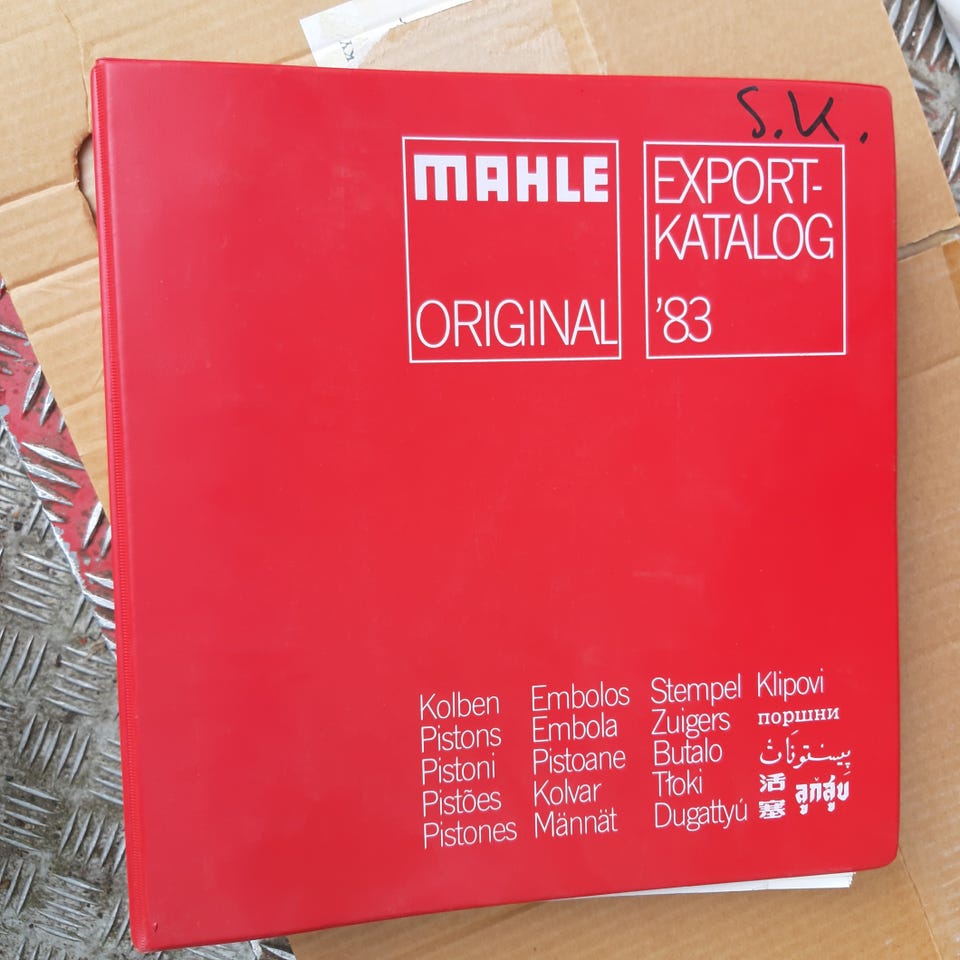 S.K.
MAHLE
ORIGINAL
EXPORT-
KATALOG
'83
Kolben
Pistons
Pistoni
Pistões
Pistones
Embolos
Embola
Pistoane
Kolvar
Männät
Stempel
Zuigers
Butalo
Tłoki
Dugattyú
Klipovi
поршни
پیستونات
活塞
ลูกสูบ